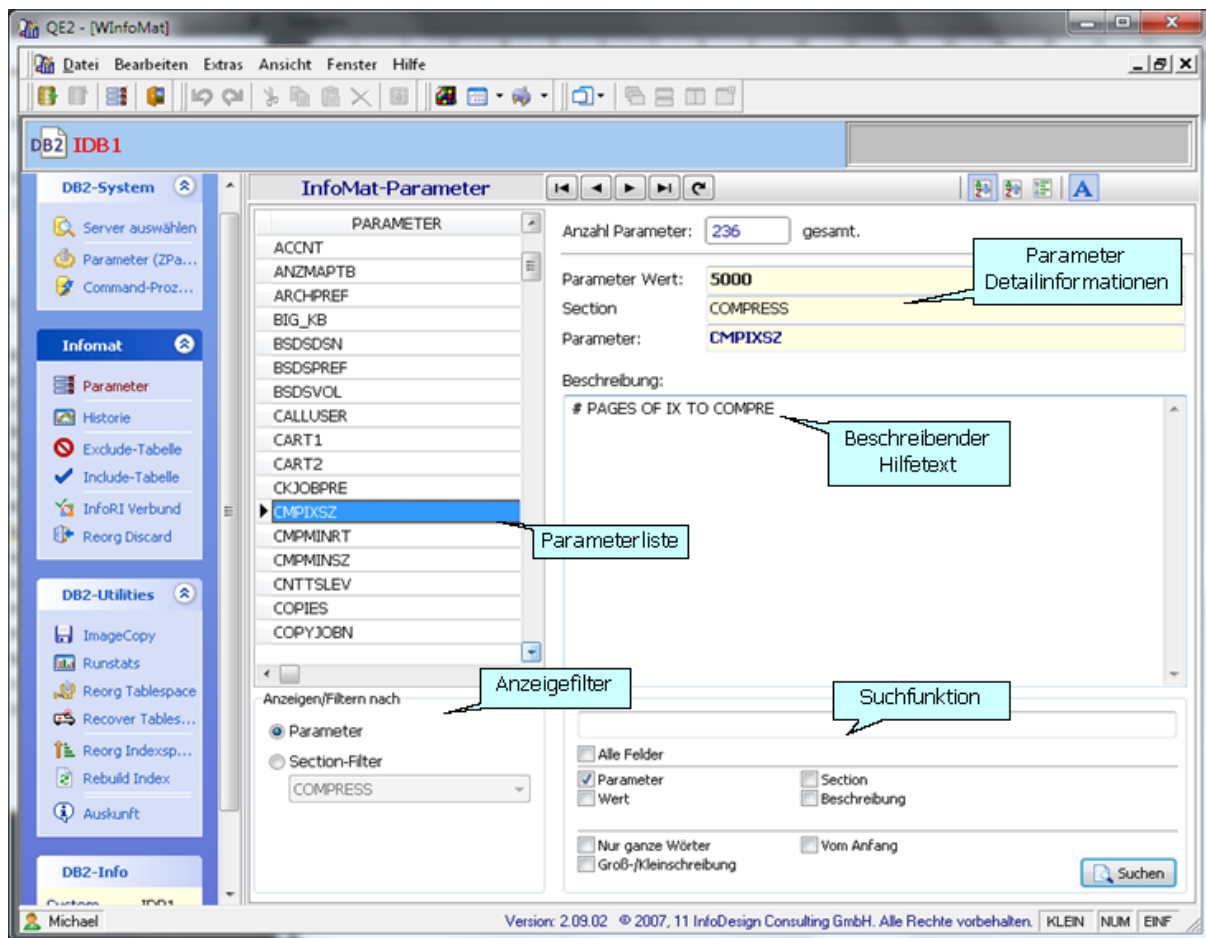 QE2 - [WInfoMat]
Datei Bearbeiten Extras Ansicht Fenster Hilfe
DB2 IDB1
DB2-System
Server auswählen
Parameter (ZPa...
Command-Proz...
Infomat
Parameter
Historie
Exclude-Tabelle
Include-Tabelle
InfoRI Verbund
Reorg Discard
DB2-Utilities
ImageCopy
Runstats
Reorg Tablespace
Recover Tables...
Reorg Indexsp...
Rebuild Index
Auskunft
DB2-Info
System IDB1
InfoMat-Parameter
A
PARAMETER
ACCNT
ANZMAPTB
ARCHPREF
BIG_KB
BSDSDSN
BSDSPREF
BSDSVOL
CALLUSER
CART1
CART2
CKJOBPRE
CMPIXSZ
CMPMINRT
CMPMINSZ
CNTTSLEV
COPIES
COPYJOBN
Parameterliste
Anzeigefilter
Anzeigen/Filtern nach
Parameter
Section-Filter
COMPRESS
Anzahl Parameter: 236 gesamt.
Parameter Wert: 5000
Section COMPRESS
Parameter: CMPIXSZ
Parameter
Detailinformationen
Beschreibung:
# PAGES OF IX TO COMPRE
Beschreibender
Hilfetext
Suchfunktion
Alle Felder
Parameter Section
Wert Beschreibung
Nur ganze Wörter Vom Anfang
Groß-/Kleinschreibung
Suchen
Michael
Version: 2.09.02 © 2007, 11 InfoDesign Consulting GmbH. Alle Rechte vorbehalten. KLEIN NUM EINF